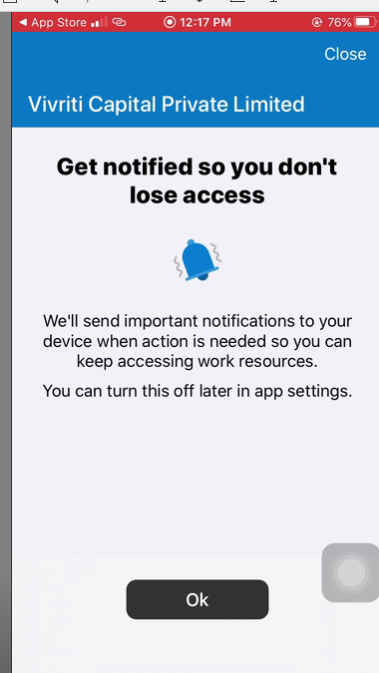 ◀ App Store 12:17 PM 76%
Close
Vivriti Capital Private Limited
Get notified so you don't
lose access
We'll send important notifications to your
device when action is needed so you can
keep accessing work resources.
You can turn this off later in app settings.
Ok